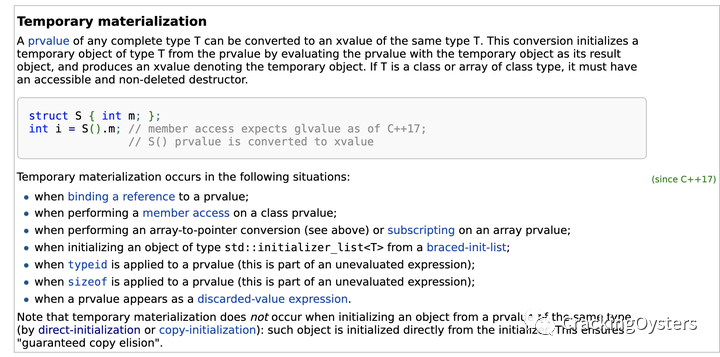 Temporary materialization
A prvalue of any complete type T can be converted to an xvalue of the same type T. This conversion initializes a
temporary object of type T from the prvalue by evaluating the prvalue with the temporary object as its result
object, and produces an xvalue denoting the temporary object. If T is a class or array of class type, it must have
an accessible and non-deleted destructor.
struct S { int m; };
int i = S().m; // member access expects glvalue as of C++17;
// S() prvalue is converted to xvalue
Temporary materialization occurs in the following situations:
(since C++17)
• when binding a reference to a prvalue;
• when performing a member access on a class prvalue;
• when performing an array-to-pointer conversion (see above) or subscripting on an array prvalue;
• when initializing an object of type std::initializer_list<T> from a braced-init-list;
• when typeid is applied to a prvalue (this is part of an unevaluated expression);
• when sizeof is applied to a prvalue (this is part of an unevaluated expression);
• when a prvalue appears as a discarded-value expression.
Note that temporary materialization does not occur when initializing an object from a prvalue of the same type
(by direct-initialization or copy-initialization): such object is initialized directly from the initializer. This ensures
"guaranteed copy elision".
CrackingOysters